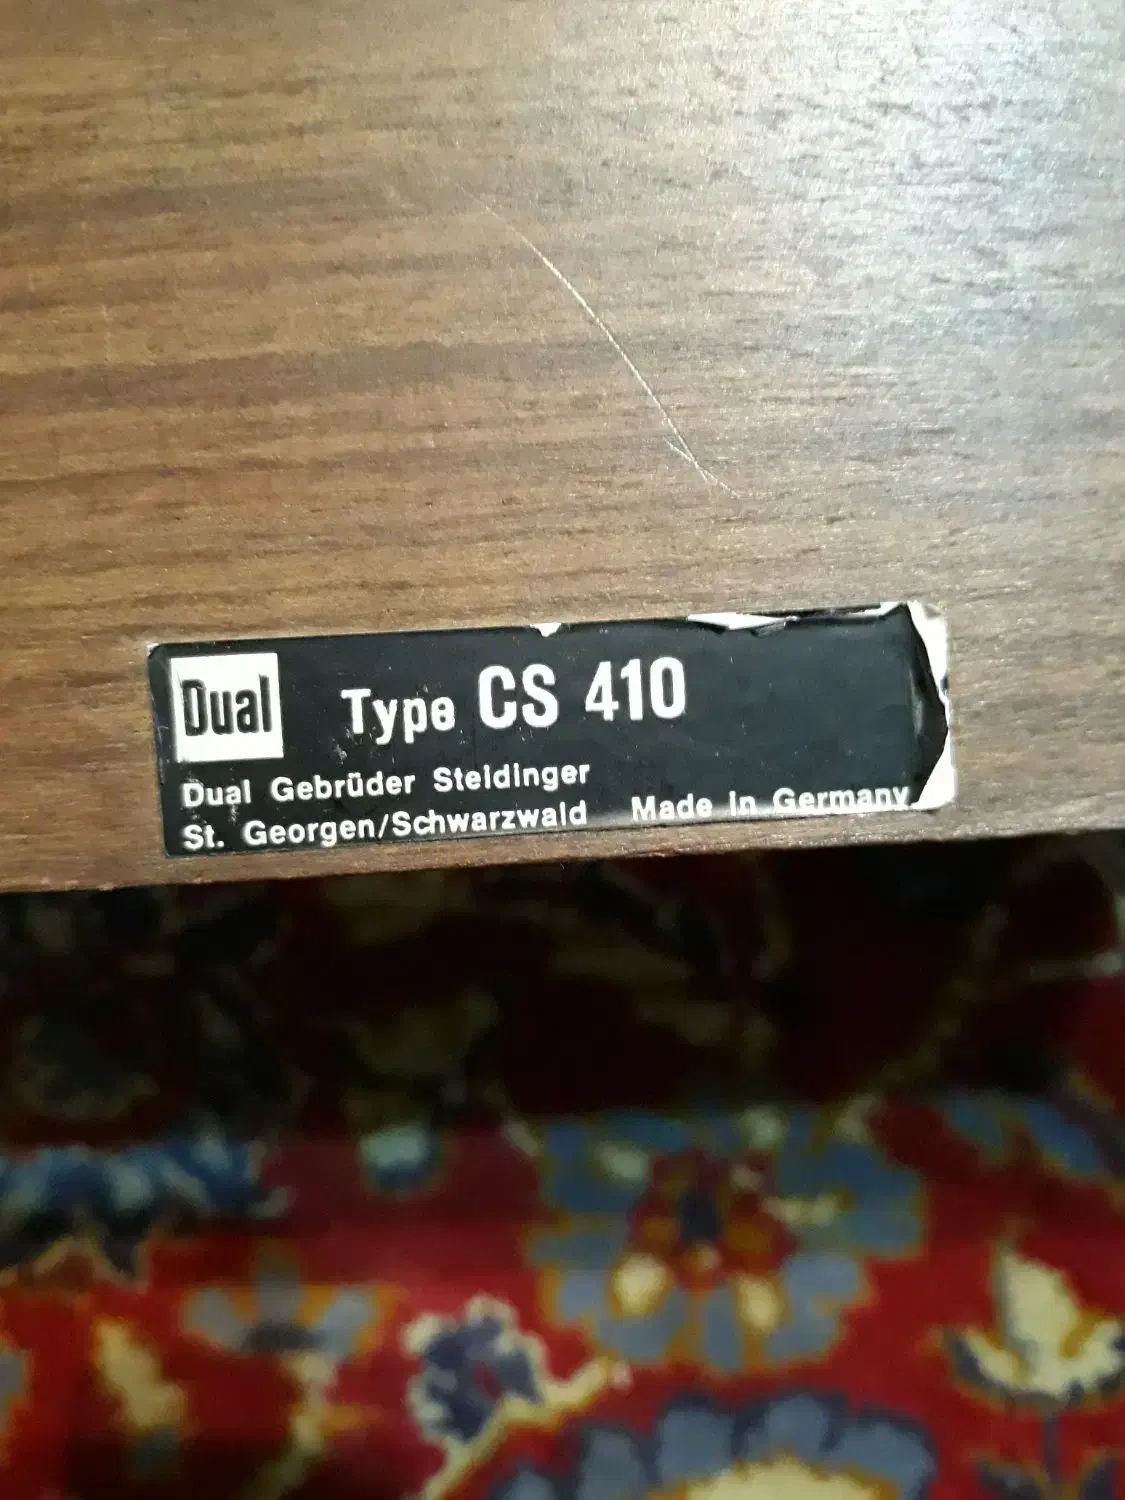 Dual Type CS 410
Dual Gebrüder Steidinger
St. Georgen/Schwarzwald Made in Germany